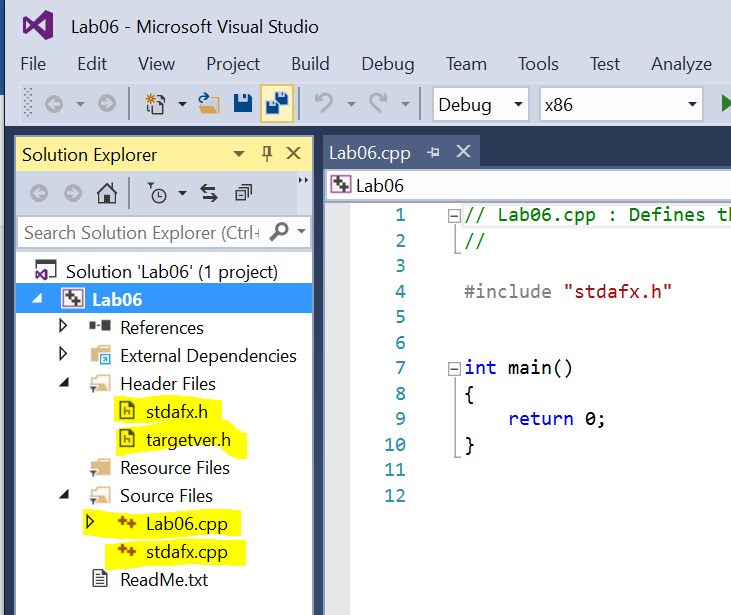 Lab06 - Microsoft Visual Studio
File Edit View Project Build Debug Team Tools Test Analyze
Debug x86
Solution Explorer
Search Solution Explorer (Ctrl+
Solution 'Lab06' (1 project)
Lab06
References
External Dependencies
Header Files
stdafx.h
targetver.h
Resource Files
Source Files
Lab06.cpp
stdafx.cpp
ReadMe.txt
Lab06.cpp
Lab06
1 // Lab06.cpp : Defines th
2 //
3
4 #include "stdafx.h"
5
6
7 int main()
8 {
9 return 0;
10 }
11
12